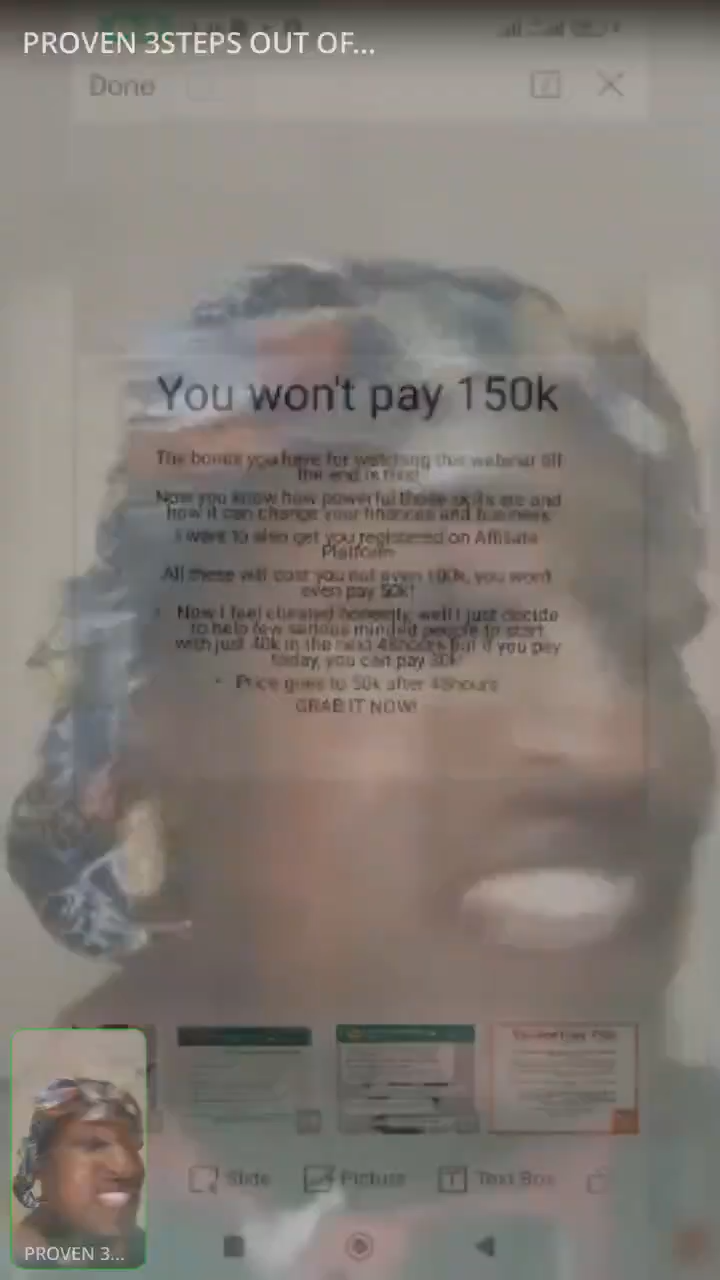 PROVEN 3STEPS OUT OF...
Done
You won't pay 150k
The bonus you have for watching this webinar till
the end is this!
Now you know how powerful those skills are and
how it can change your finances and business
I want to also get you registered on Affiliate
Platform
All these will cost you not even 100k, you won't
even pay 50k!
• Now I feel cheated honestly, well I just decide
to help few serious minded people to start
with just 40k in the next 48hours but if you pay
today, you can pay 30k!
• Price goes to 50k after 48hours
GRAB IT NOW!
Slide
Picture
Text Box
PROVEN 3...